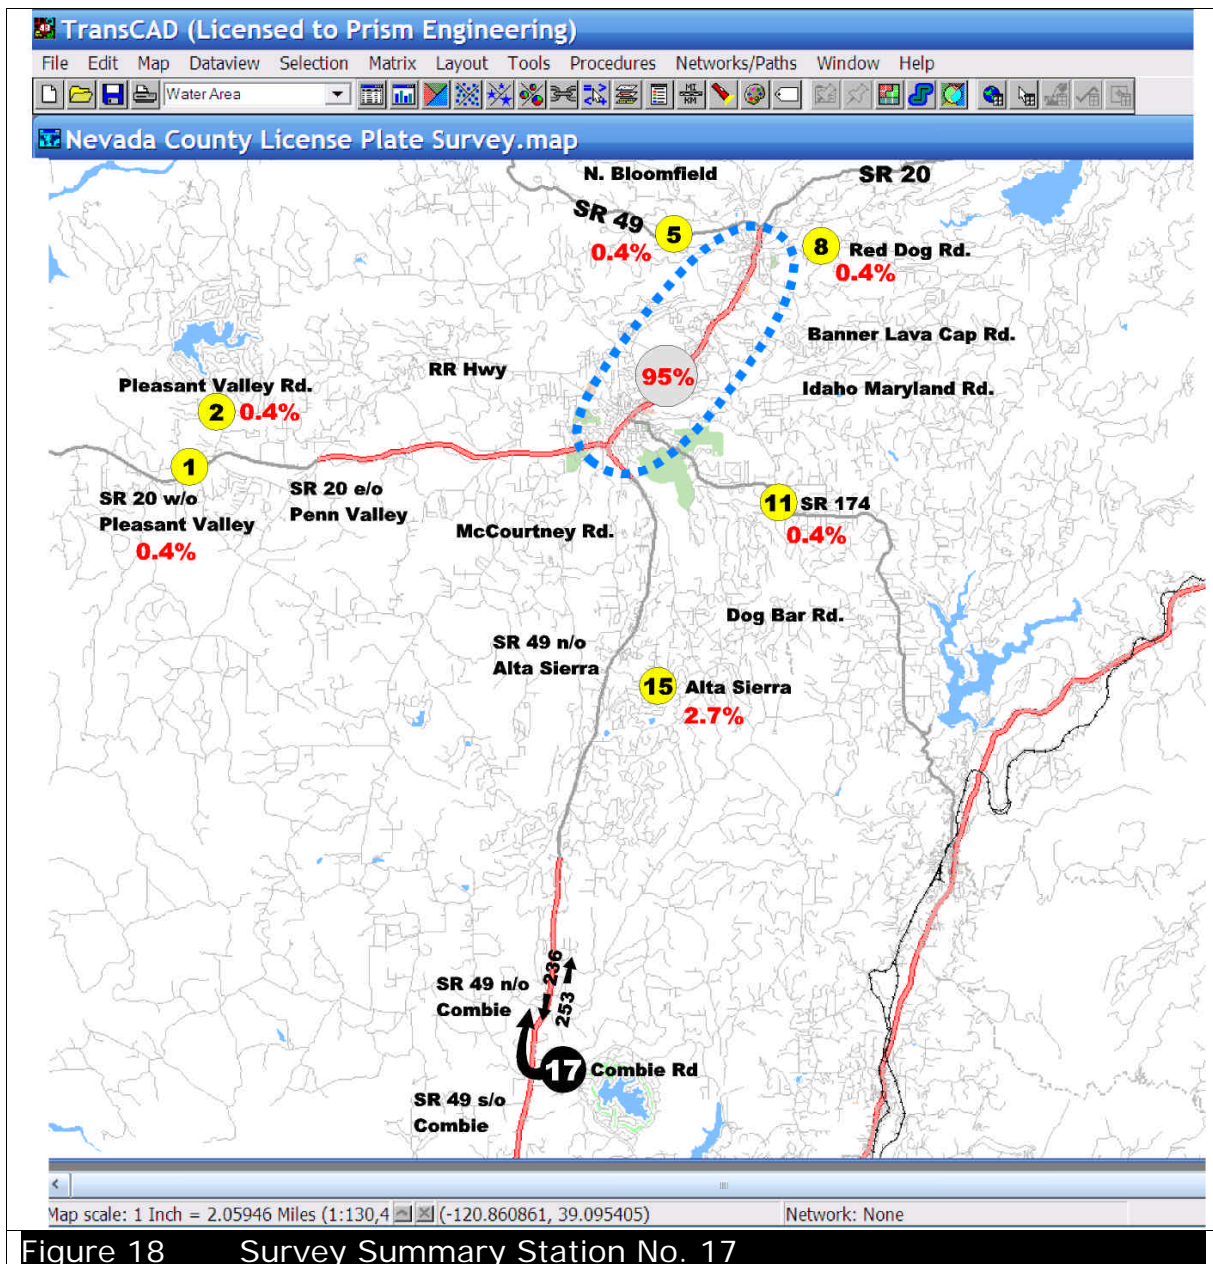 TransCAD (Licensed to Prism Engineering)
File Edit Map Dataview Selection Matrix Layout Tools Procedures Networks/Paths Window Help
Water Area
MI
KM
Nevada County License Plate Survey.map
N. Bloomfield
SR 20
SR 49
5
0.4%
8
Red Dog Rd.
0.4%
Banner Lava Cap Rd.
RR Hwy
95%
Idaho Maryland Rd.
Pleasant Valley Rd.
2
0.4%
1
SR 20 w/o
Pleasant Valley
0.4%
SR 20 e/o
Penn Valley
McCourtney Rd.
11
SR 174
0.4%
Dog Bar Rd.
SR 49 n/o
Alta Sierra
15
Alta Sierra
2.7%
236
253
SR 49 n/o
Combie
17
Combie Rd
SR 49 s/o
Combie
Map scale: 1 Inch = 2.05946 Miles (1:130,4
(-120.860861, 39.095405)
Network: None
Figure 18 Survey Summary Station No. 17